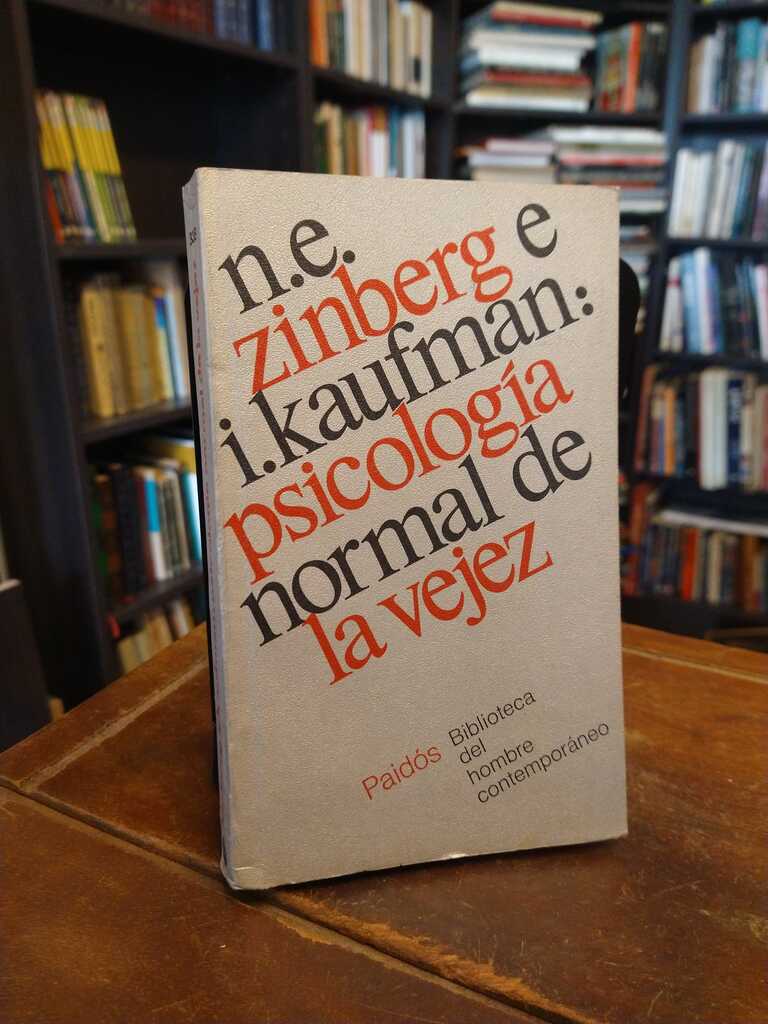 n.e.
zinberg e
i.kaufman:
psicología
normal de
la vejez
Paidós
Biblioteca
del
hombre
contemporáneo